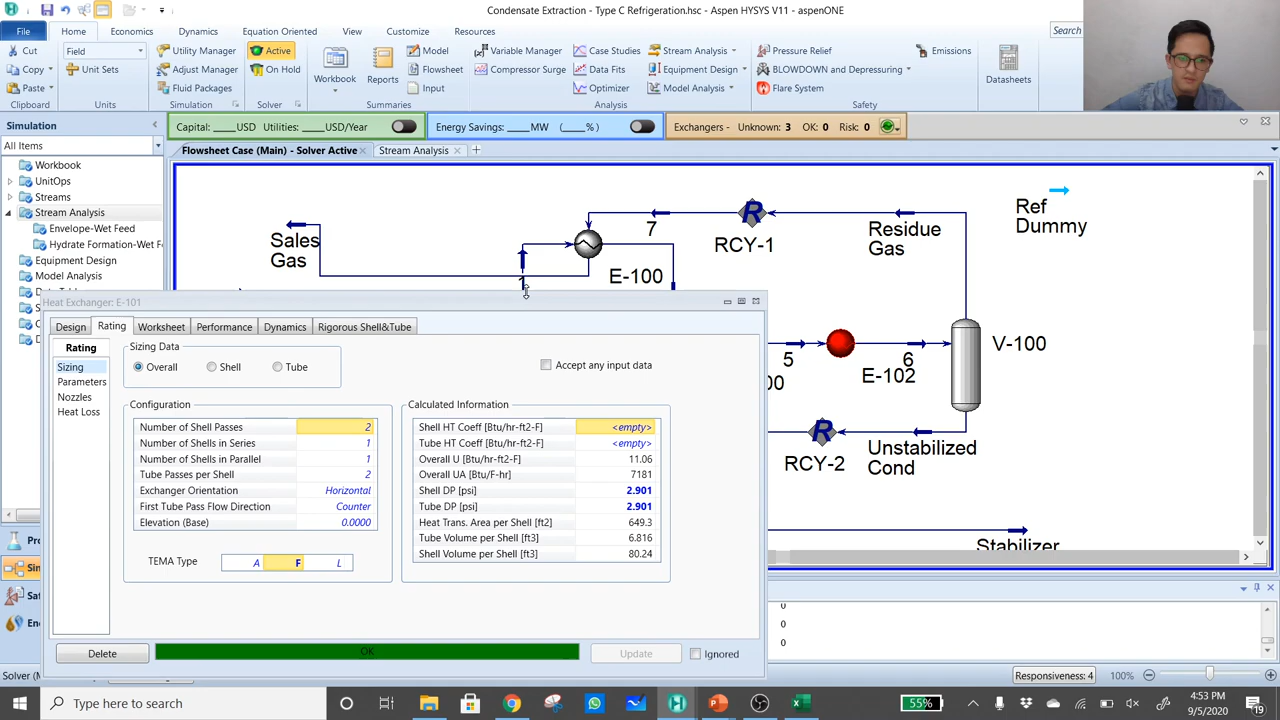 Condensate Extraction - Type C Refrigeration.hsc - Aspen HYSYS V11 - aspenONE
File Home Economics Dynamics Equation Oriented View Customize Resources Search
Cut Field Utility Manager Active Model Flowsheet Variable Manager Case Studies Stream Analysis Pressure Relief Emissions
Copy Unit Sets Adjust Manager On Hold Workbook Reports Compressor Surge Data Fits Equipment Design BLOWDOWN and Depressuring Datasheets
Paste Fluid Packages Input Optimizer Model Analysis Flare System
Clipboard Units Simulation Solver Summaries Analysis Safety
Simulation Capital: ____USD Utilities: ____USD/Year Energy Savings: ____MW (____%) Exchangers - Unknown: 3 OK: 0 Risk: 0
All Items Flowsheet Case (Main) - Solver Active Stream Analysis
Workbook
UnitOps
Streams
Stream Analysis
Envelope-Wet Feed
Hydrate Formation-Wet F
Equipment Design
Model Analysis
Sales Gas
1
7
E-100
RCY-1
Residue Gas
Ref Dummy
5
6
E-102
V-100
RCY-2
Unstabilized Cond
Stabilizer
Heat Exchanger: E-101
Design Rating Worksheet Performance Dynamics Rigorous Shell&Tube
Rating
Sizing
Parameters
Nozzles
Heat Loss
Sizing Data
Overall Shell Tube
Accept any input data
Configuration
Number of Shell Passes 2
Number of Shells in Series 1
Number of Shells in Parallel 1
Tube Passes per Shell 2
Exchanger Orientation Horizontal
First Tube Pass Flow Direction Counter
Elevation (Base) 0.0000
TEMA Type A F L
Calculated Information
Shell HT Coeff [Btu/hr-ft2-F] <empty>
Tube HT Coeff [Btu/hr-ft2-F] <empty>
Overall U [Btu/hr-ft2-F] 11.06
Overall UA [Btu/F-hr] 7181
Shell DP [psi] 2.901
Tube DP [psi] 2.901
Heat Trans. Area per Shell [ft2] 649.3
Tube Volume per Shell [ft3] 6.816
Shell Volume per Shell [ft3] 80.24
Delete OK Update Ignored
0
0
0
Responsiveness: 4 100%
Type here to search 55% 4:53 PM
9/5/2020